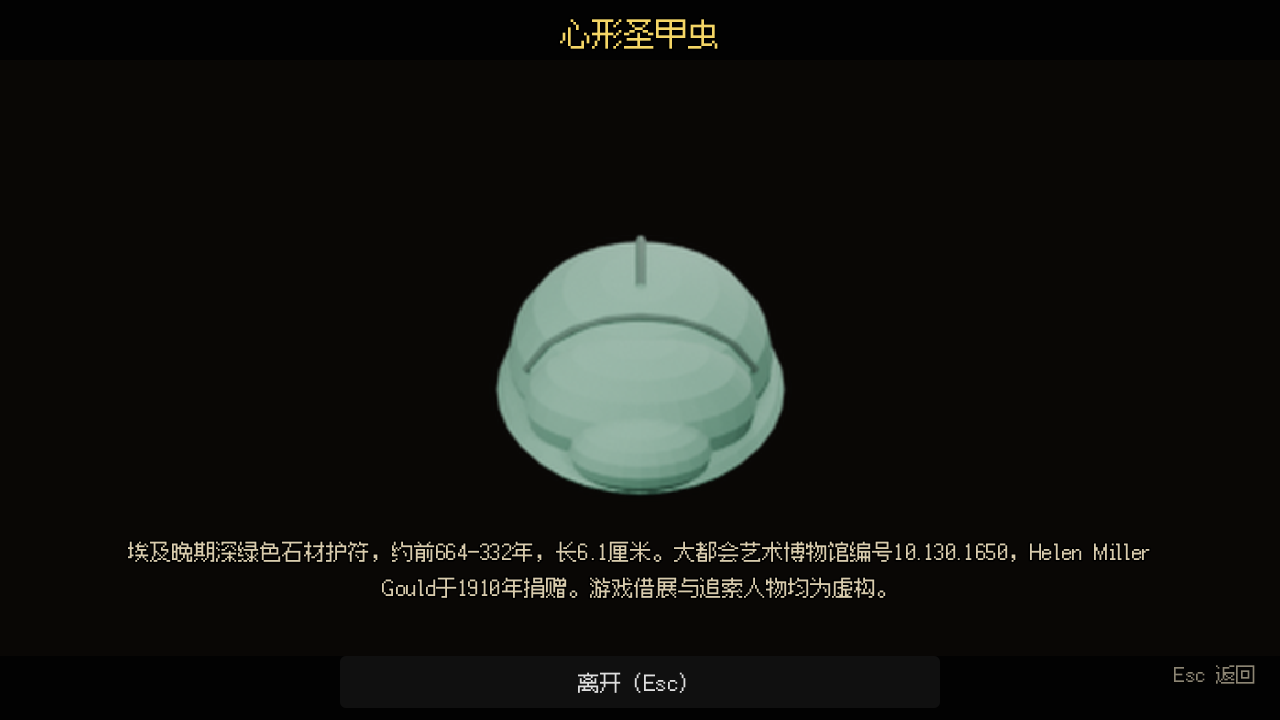 心形圣甲虫
埃及晚期深绿色石材护符，约前664-332年，长6.1厘米。大都会艺术博物馆编号10.130.1650，Helen Miller
Gould于1910年捐赠。游戏借展与追索人物均为虚构。
离开（Esc）
Esc 返回